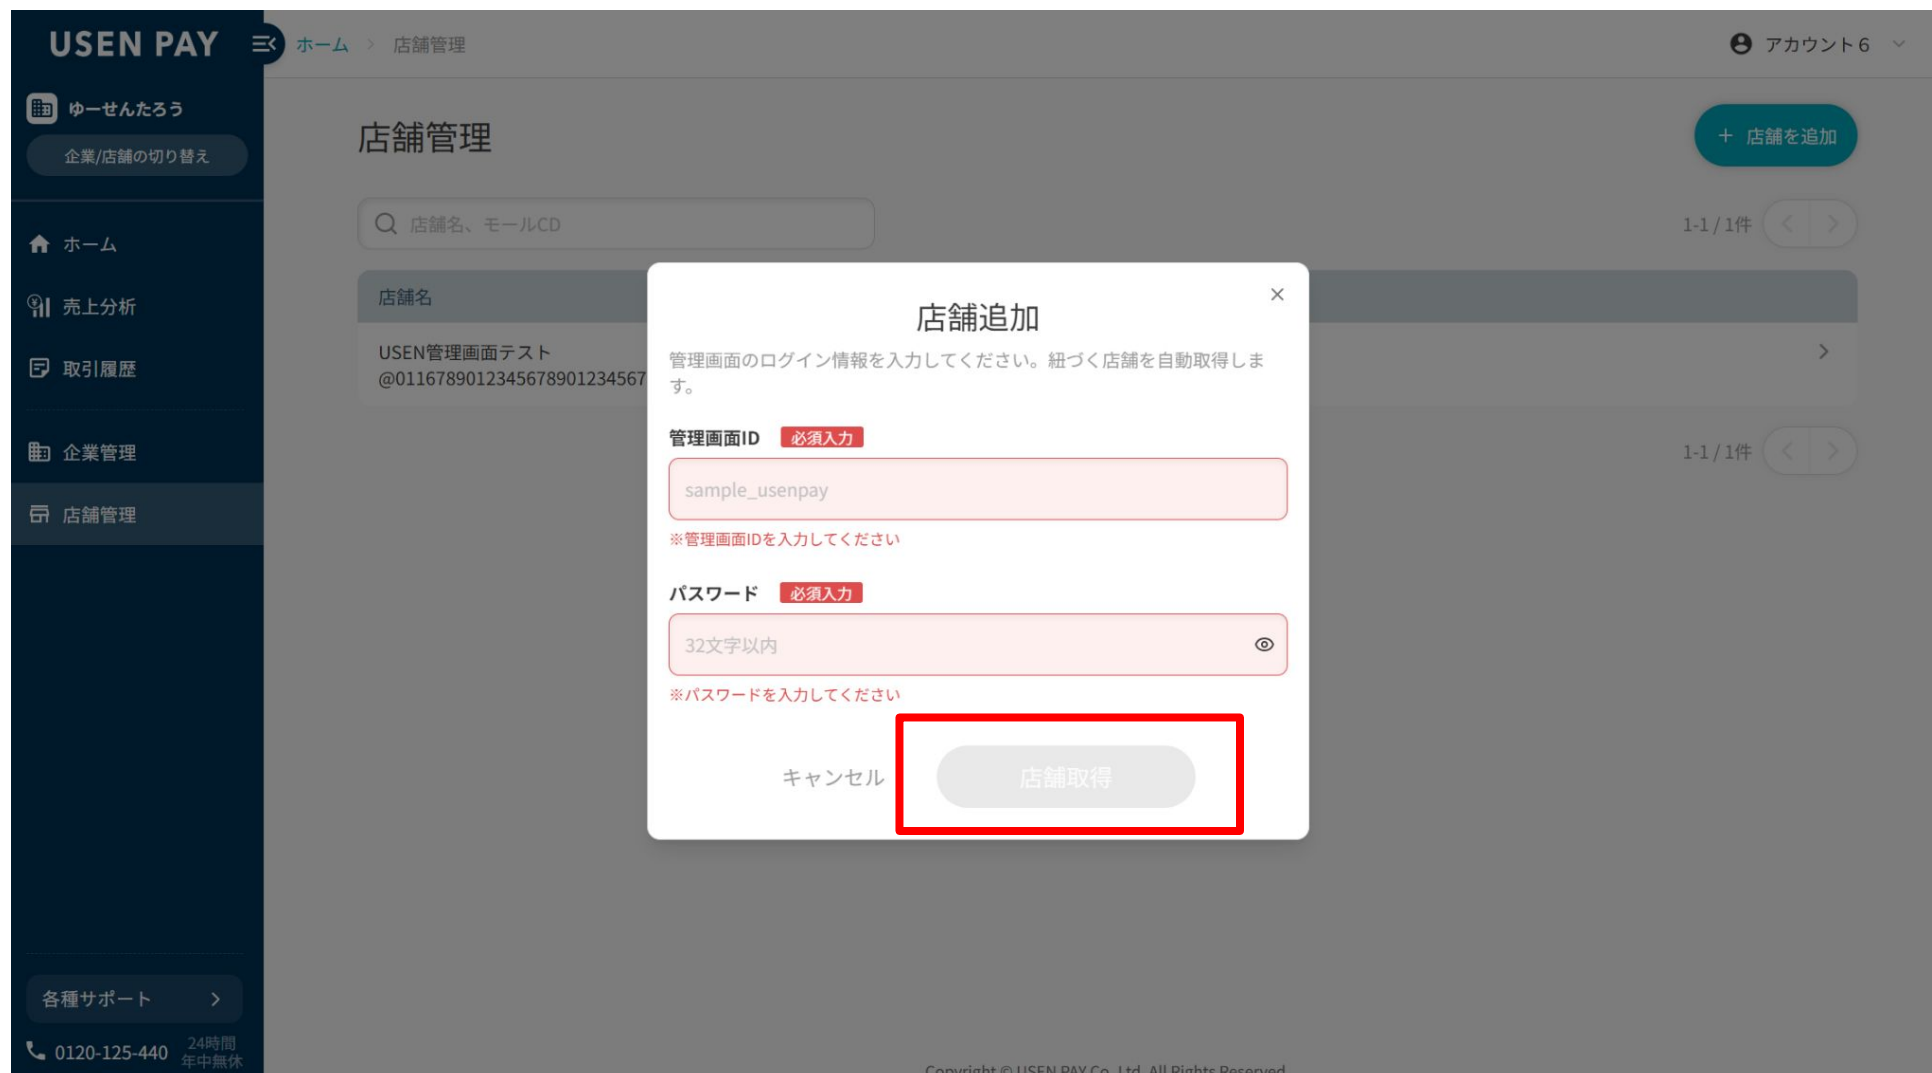 USEN PAY
ホーム
店舗管理
アカウント6
ゆーせんたろう
企業/店舗の切り替え
ホーム
売上分析
取引履歴
企業管理
店舗管理
各種サポート
0120-125-440
24時間
年中無休
店舗管理
+ 店舗を追加
店舗名、モールCD
1-1 / 1件
店舗名
USEN管理画面テスト
@0116789012345678901234567
1-1 / 1件
店舗追加
管理画面のログイン情報を入力してください。紐づく店舗を自動取得しま
す。
管理画面ID 必須入力
sample_usenpay
※管理画面IDを入力してください
パスワード 必須入力
32文字以内
※パスワードを入力してください
キャンセル
店舗取得
Copyright © USEN PAY Co.,Ltd. All Rights Reserved.